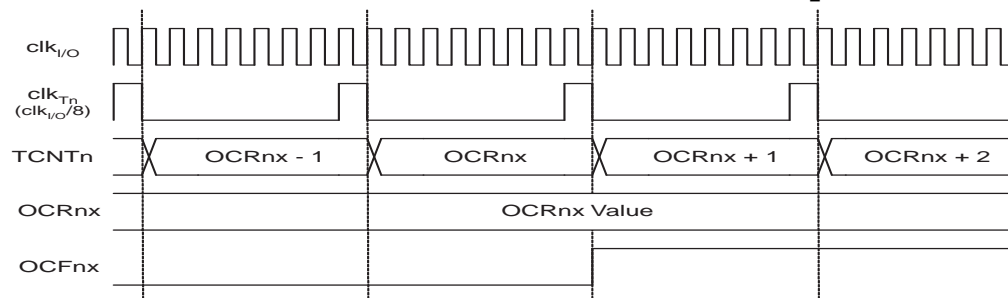 clkI/O
clkTn
(clkI/O/8)
TCNTn OCRnx - 1 OCRnx OCRnx + 1 OCRnx + 2
OCRnx OCRnx Value
OCFnx